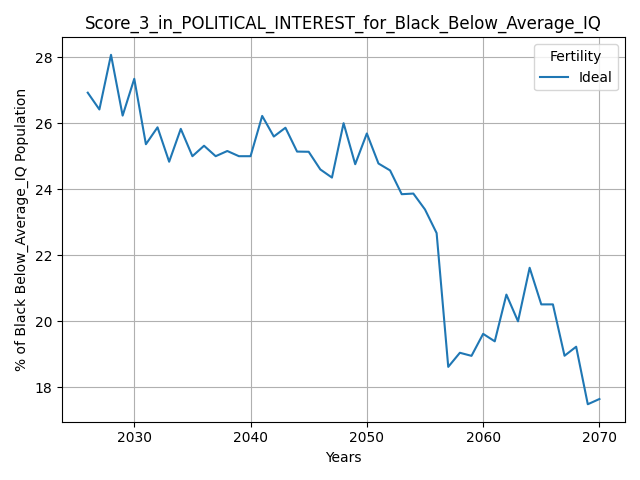 Score_3_in_POLITICAL_INTEREST_for_Black_Below_Average_IQ
Fertility
Ideal
% of Black Below_Average_IQ Population
28
26
24
22
20
18
2030 2040 2050 2060 2070
Years